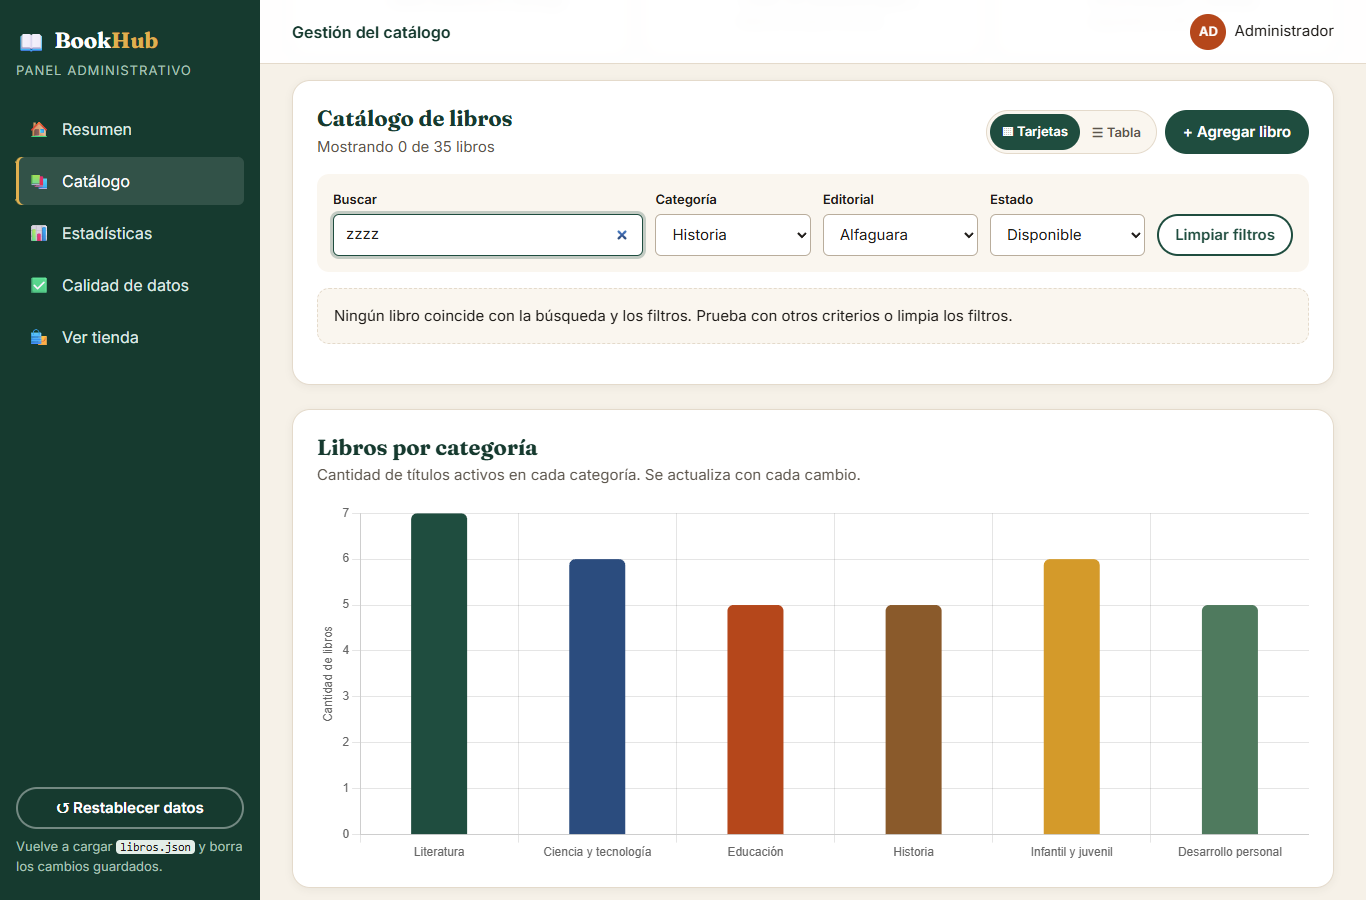 BookHub
PANEL ADMINISTRATIVO
Resumen
Catálogo
Estadísticas
Calidad de datos
Ver tienda
↺ Restablecer datos
Vuelve a cargar libros.json y borra
los cambios guardados.
Gestión del catálogo
AD Administrador
Catálogo de libros
Mostrando 0 de 35 libros
Tarjetas
Tabla
+ Agregar libro
Buscar
Categoría
Editorial
Estado
zzzz
Historia
Alfaguara
Disponible
Limpiar filtros
Ningún libro coincide con la búsqueda y los filtros. Prueba con otros criterios o limpia los filtros.
Libros por categoría
Cantidad de títulos activos en cada categoría. Se actualiza con cada cambio.
Cantidad de libros
7
6
5
4
3
2
1
0
Literatura
Ciencia y tecnología
Educación
Historia
Infantil y juvenil
Desarrollo personal